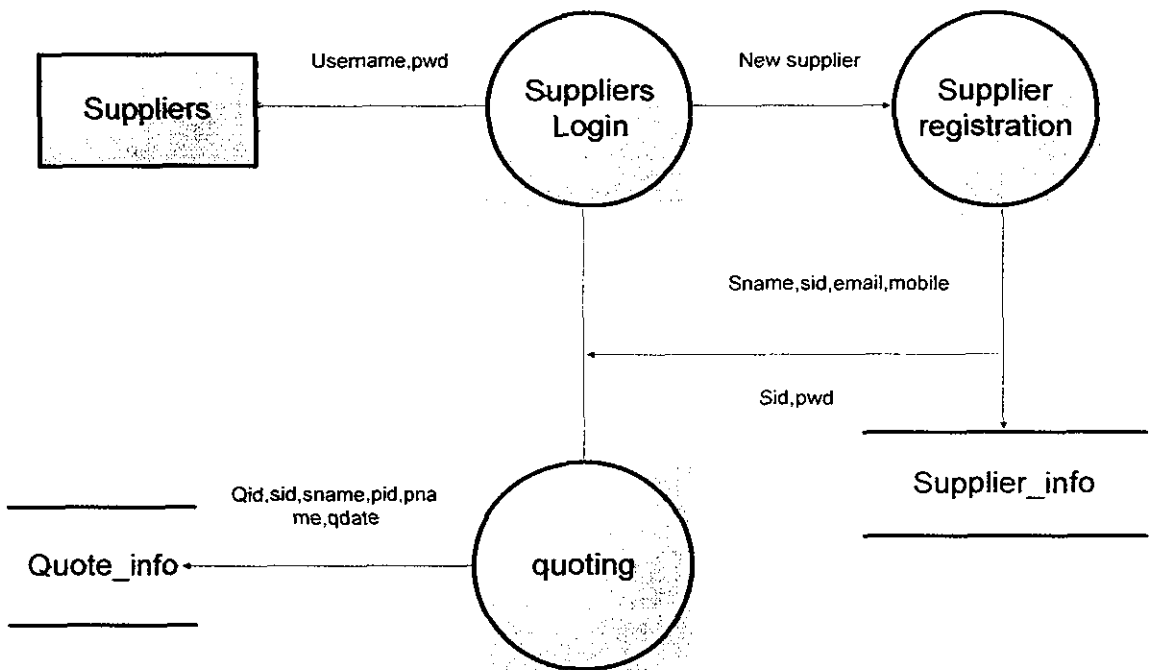 Username,pwd
New supplier
Suppliers
Suppliers
Login
Supplier
registration
Sname,sid,email,mobile
Sid,pwd
Supplier_info
Qid,sid,sname,pid,pna
me,qdate
Quote_info
quoting